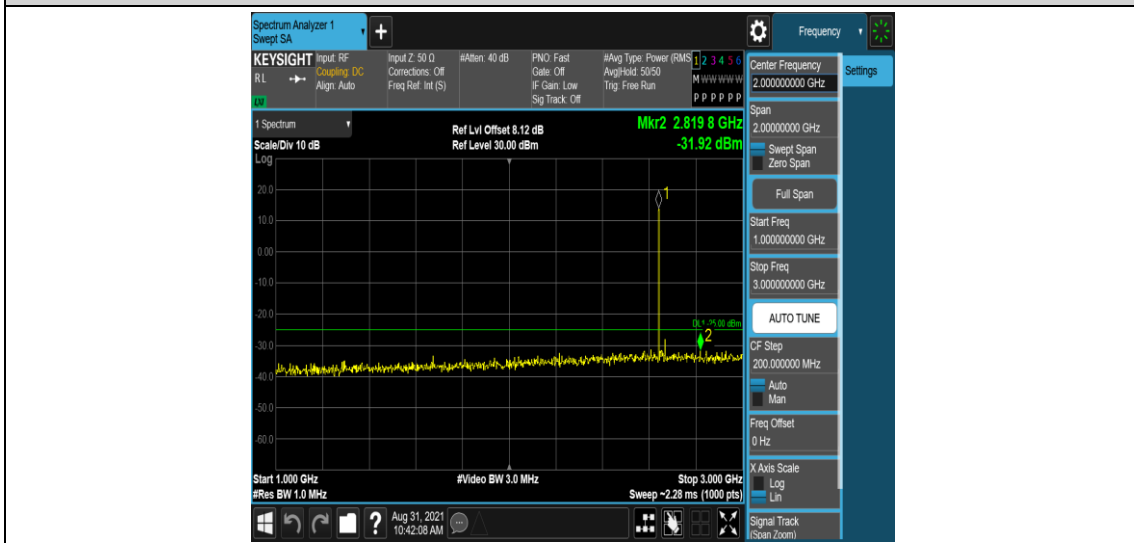 Spectrum Analyzer 1
Swept SA
+
Frequency
KEYSIGHT
RL
LXI
Input: RF
Coupling: DC
Align: Auto
Input Z: 50 Ω
Corrections: Off
Freq Ref: Int (S)
#Atten: 40 dB
PNO: Fast
Gate: Off
IF Gain: Low
Sig Track: Off
#Avg Type: Power (RMS
Avg|Hold: 50/50
Trig: Free Run
1 2 3 4 5 6
M W W W W W
P P P P P P
Center Frequency
2.000000000 GHz
Settings
1 Spectrum
Scale/Div 10 dB
Ref Lvl Offset 8.12 dB
Ref Level 30.00 dBm
Mkr2 2.819 8 GHz
-31.92 dBm
Log
20.0
10.0
0.00
-10.0
-20.0
-30.0
-40.0
-50.0
-60.0
1
DL1 -25.00 dBm
2
Span
2.00000000 GHz
Swept Span
Zero Span
Full Span
Start Freq
1.000000000 GHz
Stop Freq
3.000000000 GHz
AUTO TUNE
CF Step
200.000000 MHz
Auto
Man
Freq Offset
0 Hz
X Axis Scale
Log
Lin
Signal Track
(Span Zoom)
Start 1.000 GHz
#Res BW 1.0 MHz
#Video BW 3.0 MHz
Stop 3.000 GHz
Sweep ~2.28 ms (1000 pts)
?
Aug 31, 2021
10:42:08 AM